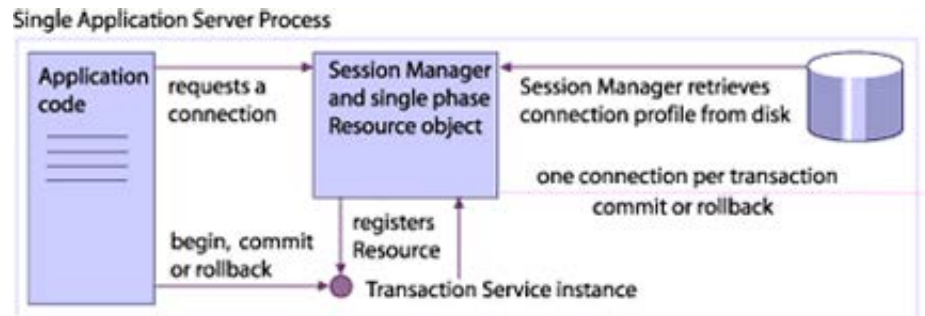 Single Application Server Process
Application
code
requests a
connection
Session Manager
and single phase
Resource object
Session Manager retrieves
connection profile from disk
one connection per transaction
commit or rollback
registers
Resource
begin, commit
or rollback
Transaction Service instance